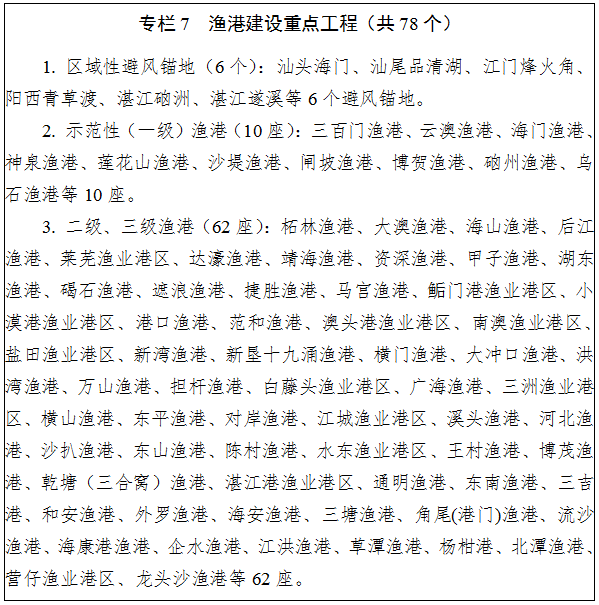 专栏 7　渔港建设重点工程（共 78 个）
1. 区域性避风锚地（6 个）：汕头海门、汕尾品清湖、江门烽火角、
阳西青草渡、湛江硇洲、湛江遂溪等 6 个避风锚地。
2. 示范性（一级）渔港（10 座）：三百门渔港、云澳渔港、海门渔港、
神泉渔港、莲花山渔港、沙堤渔港、闸坡渔港、博贺渔港、硇州渔港、乌
石渔港等 10 座。
3. 二级、三级渔港（62 座）：柘林渔港、大澳渔港、海山渔港、后江
渔港、莱芜渔业港区、达濠渔港、靖海渔港、资深渔港、甲子渔港、湖东
渔港、碣石渔港、遮浪渔港、捷胜渔港、马宫渔港、鲘门港渔业港区、小
漠港渔业港区、港口渔港、范和渔港、澳头港渔业港区、南澳渔业港区、
盐田渔业港区、新湾渔港、新垦十九涌渔港、横门渔港、大冲口渔港、洪
湾渔港、万山渔港、担杆渔港、白藤头渔业港区、广海渔港、三洲渔业港
区、横山渔港、东平渔港、对岸渔港、江城渔业港区、溪头渔港、河北渔
港、沙扒渔港、东山渔港、陈村渔港、水东渔业港区、王村渔港、博茂渔
港、乾塘（三合窝）渔港、湛江港渔业港区、通明渔港、东南渔港、三吉
港、和安渔港、外罗渔港、海安渔港、三塘渔港、角尾(港门)渔港、流沙
渔港、海康港渔港、企水渔港、江洪渔港、草潭渔港、杨柑港、北潭渔港、
营仔渔业港区、龙头沙渔港等 62 座。